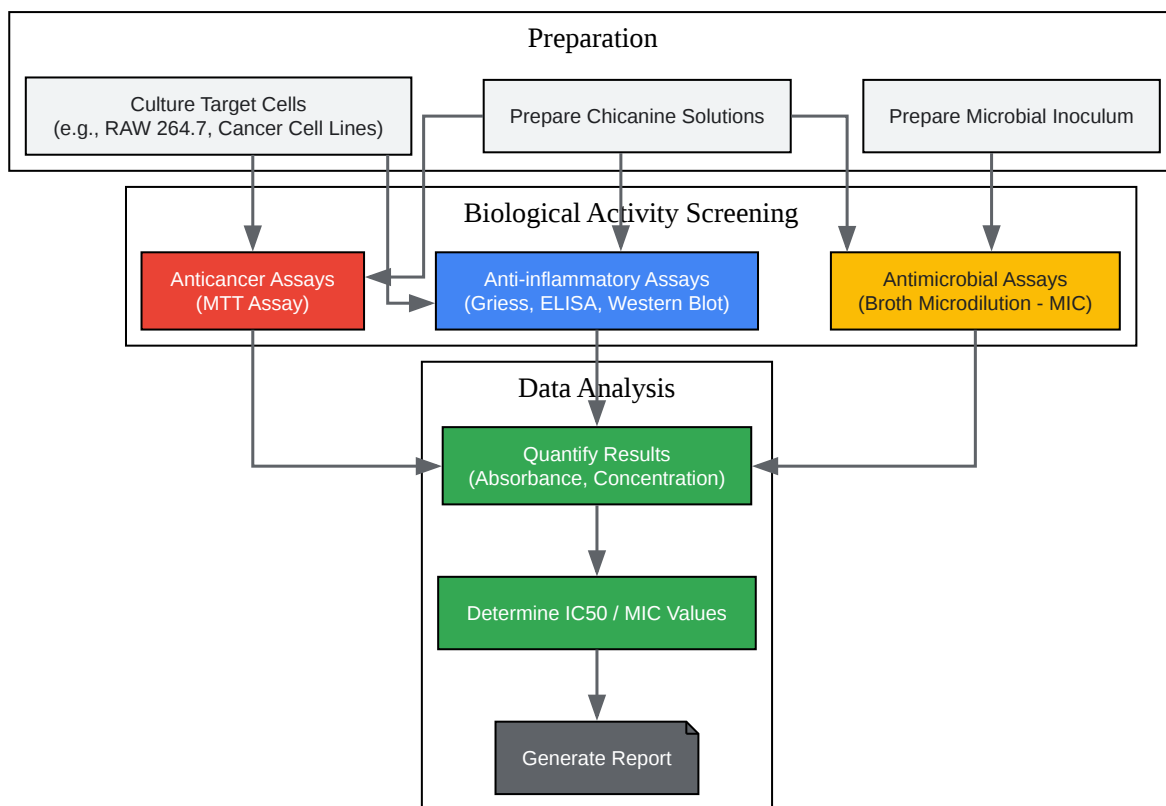 Preparation
Culture Target Cells
(e.g., RAW 264.7, Cancer Cell Lines)
Prepare Chicanine Solutions
Prepare Microbial Inoculum
Biological Activity Screening
Anticancer Assays
(MTT Assay)
Anti-inflammatory Assays
(Griess, ELISA, Western Blot)
Antimicrobial Assays
(Broth Microdilution - MIC)
Data Analysis
Quantify Results
(Absorbance, Concentration)
Determine IC50 / MIC Values
Generate Report